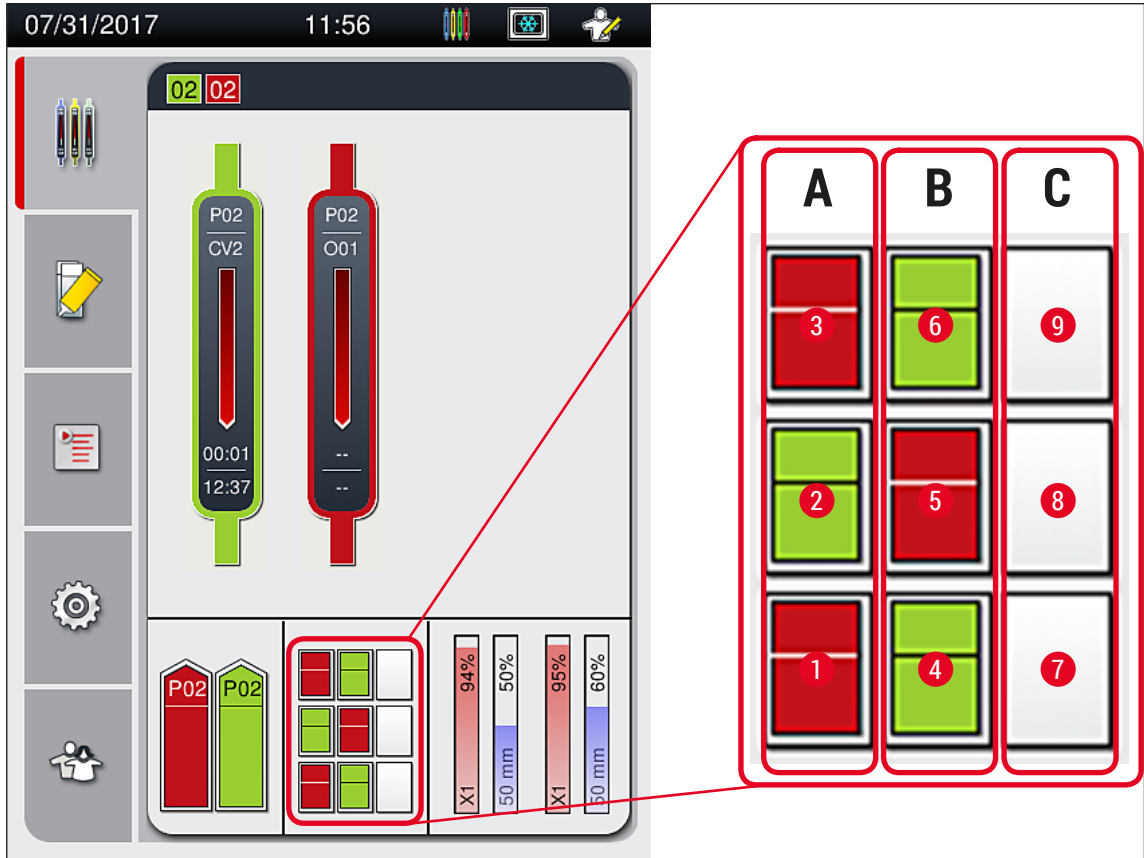 07/31/2017 11:56
02 02
P02 P02
CV2 O01
00:01 --
12:37 --
P02 P02
X1 94%
50 mm 50%
X1 95%
50 mm 60%
A B C
3 6 9
2 5 8
1 4 7